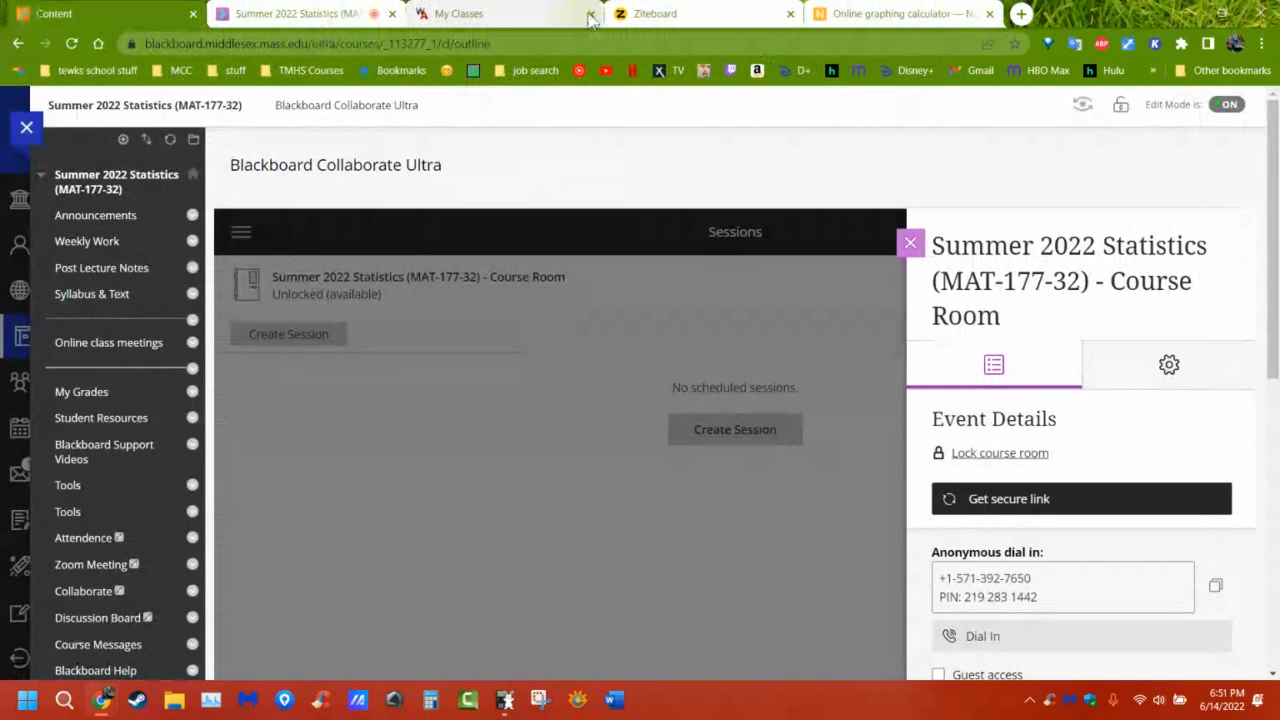 Content
Summer 2022 Statistics (MA
My Classes
Ziteboard
Online graphing calculator — N
blackboard.middlesex.mass.edu/ultra/courses/_113277_1/cl/outline
tewks school stuff
MCC
stuff
TMHS Courses
Bookmarks
job search
TV
D+
Disney+
Gmail
HBO Max
Hulu
»
Other bookmarks
Summer 2022 Statistics (MAT-177-32)
Blackboard Collaborate Ultra
Edit Mode is:
ON
Summer 2022 Statistics
(MAT-177-32)
Announcements
Weekly Work
Post Lecture Notes
Syllabus & Text
Online class meetings
My Grades
Student Resources
Blackboard Support
Videos
Tools
Tools
Attendence
Zoom Meeting
Collaborate
Discussion Board
Course Messages
Blackboard Help
Blackboard Collaborate Ultra
Sessions
Summer 2022 Statistics (MAT-177-32) - Course Room
Unlocked (available)
Create Session
No scheduled sessions.
Create Session
Summer 2022 Statistics
(MAT-177-32) - Course
Room
Event Details
Lock course room
Get secure link
Anonymous dial in:
+1-571-392-7650
PIN: 219 283 1442
Dial In
Guest access
6:51 PM
6/14/2022